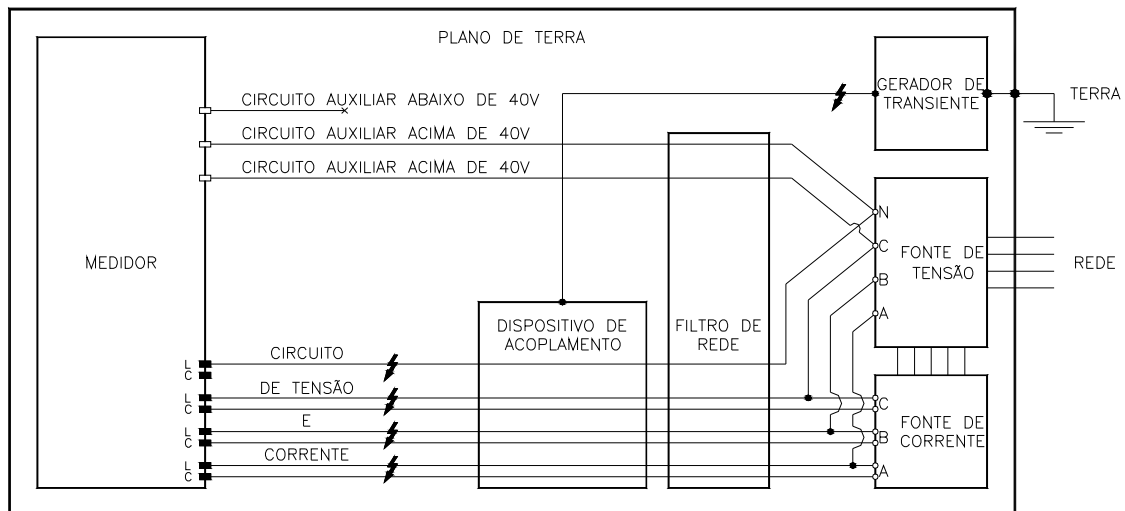 PLANO DE TERRA
CIRCUITO AUXILIAR ABAIXO DE 40V
CIRCUITO AUXILIAR ACIMA DE 40V
CIRCUITO AUXILIAR ACIMA DE 40V
GERADOR DE
TRANSIENTE
TERRA
MEDIDOR
N
C
B
A
FONTE DE
TENSÃO
REDE
DISPOSITIVO DE
ACOPLAMENTO
FILTRO DE
REDE
L
C
CIRCUITO
L
C
DE TENSÃO
L
C
E
L
C
CORRENTE
C
B
A
FONTE DE
CORRENTE